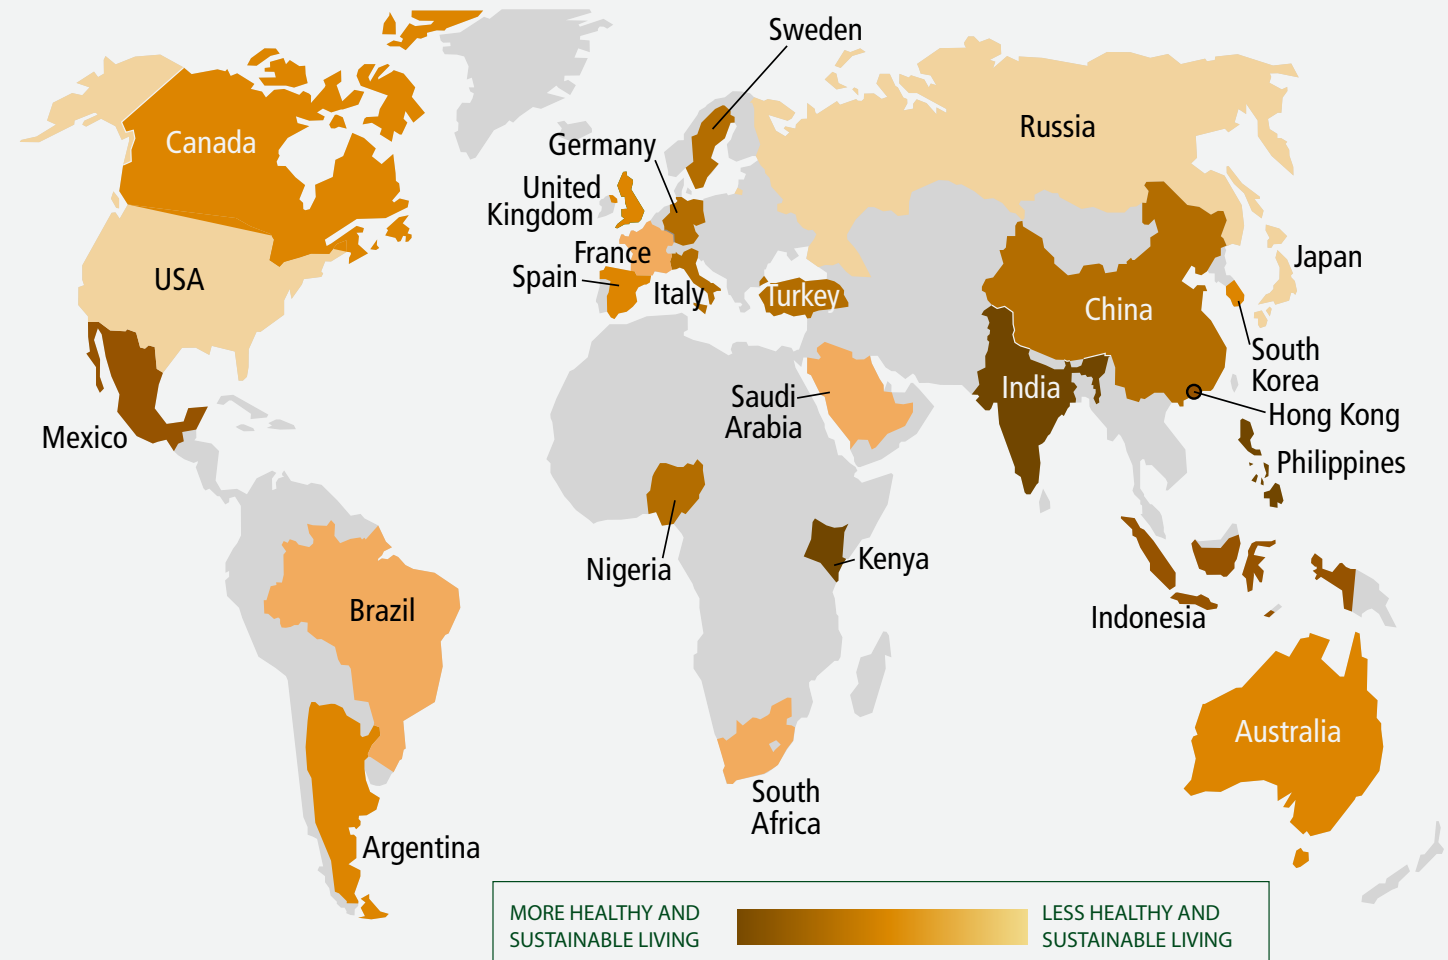 Sweden
Germany
Canada
Russia
United
Kingdom
France
Japan
USA
Spain
Italy
Turkey
China
South
Korea
India
Saudi
Arabia
Hong Kong
Mexico
Philippines
Nigeria
Kenya
Brazil
Indonesia
Australia
South
Africa
Argentina
MORE HEALTHY AND
SUSTAINABLE LIVING
LESS HEALTHY AND
SUSTAINABLE LIVING